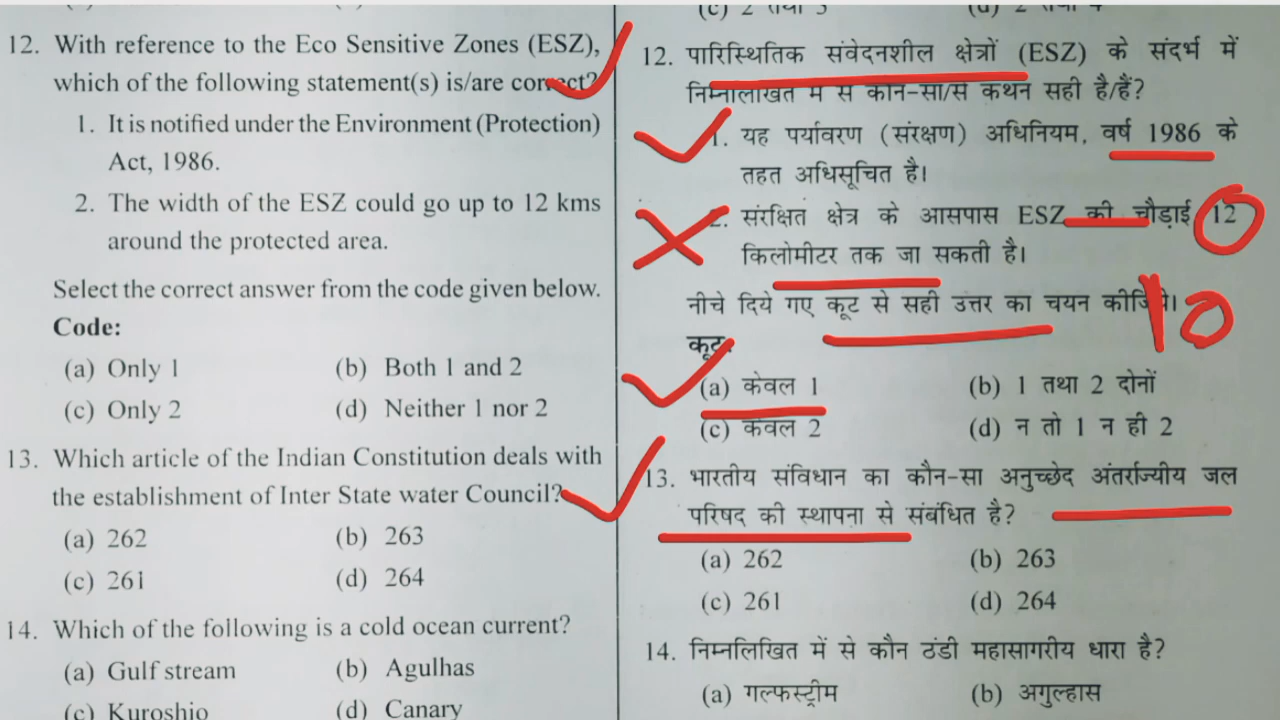 12. With reference to the Eco Sensitive Zones (ESZ),
which of the following statement(s) is/are correct?
1. It is notified under the Environment (Protection)
Act, 1986.
2. The width of the ESZ could go up to 12 kms
around the protected area.
Select the correct answer from the code given below.
Code:
(a) Only 1 (b) Both 1 and 2
(c) Only 2 (d) Neither 1 nor 2
13. Which article of the Indian Constitution deals with
the establishment of Inter State water Council?
(a) 262 (b) 263
(c) 261 (d) 264
14. Which of the following is a cold ocean current?
(a) Gulf stream (b) Agulhas
(c) Kuroshio (d) Canary
(c) 2 तथा 3
12. पारिस्थितिक संवेदनशील क्षेत्रों (ESZ) के संदर्भ में
निम्नलिखित में से कौन-सा/से कथन सही है/हैं?
1. यह पर्यावरण (संरक्षण) अधिनियम, वर्ष 1986 के
तहत अधिसूचित है।
2. संरक्षित क्षेत्र के आसपास ESZ की चौड़ाई 12
किलोमीटर तक जा सकती है।
10
नीचे दिये गए कूट से सही उत्तर का चयन कीजिये।
कूट:
(a) केवल 1 (b) 1 तथा 2 दोनों
(c) केवल 2 (d) न तो 1 न ही 2
13. भारतीय संविधान का कौन-सा अनुच्छेद अंतर्राज्यीय जल
परिषद की स्थापना से संबंधित है?
(a) 262 (b) 263
(c) 261 (d) 264
14. निम्नलिखित में से कौन ठंडी महासागरीय धारा है?
(a) गल्फस्ट्रीम (b) अगुल्हास